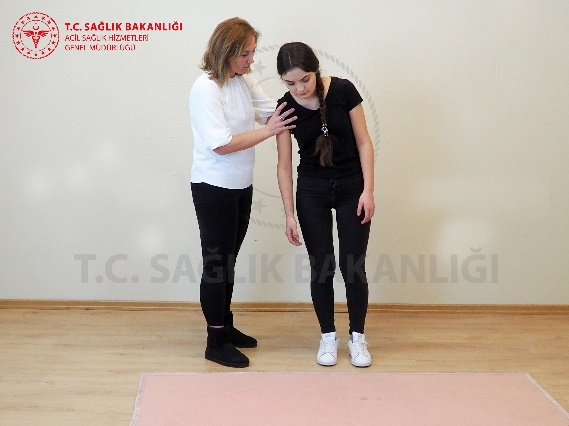 T.C. SAĞLIK BAKANLIĞI
ACİL SAĞLIK HİZMETLERİ
GENEL MÜDÜRLÜĞÜ
T.C. SAĞLIK BAKANLIĞI